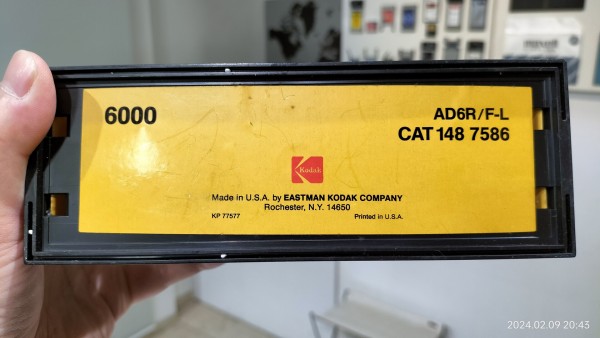 6000
AD6R/F-L
CAT 148 7586
Kodak
Made in U.S.A. by EASTMAN KODAK COMPANY
Rochester, N.Y. 14650
KP 77577
Printed in U.S.A.
maxell
2024.02.09 20:43